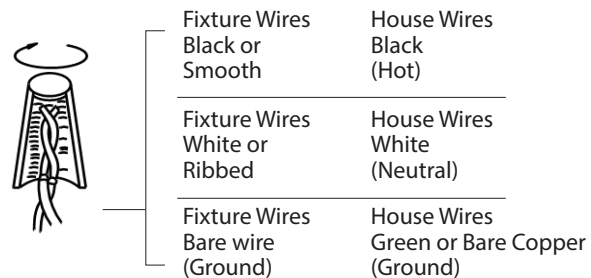 Fixture Wires House Wires
Black or Black
Smooth (Hot)
Fixture Wires House Wires
White or White
Ribbed (Neutral)
Fixture Wires House Wires
Bare wire Green or Bare Copper
(Ground) (Ground)